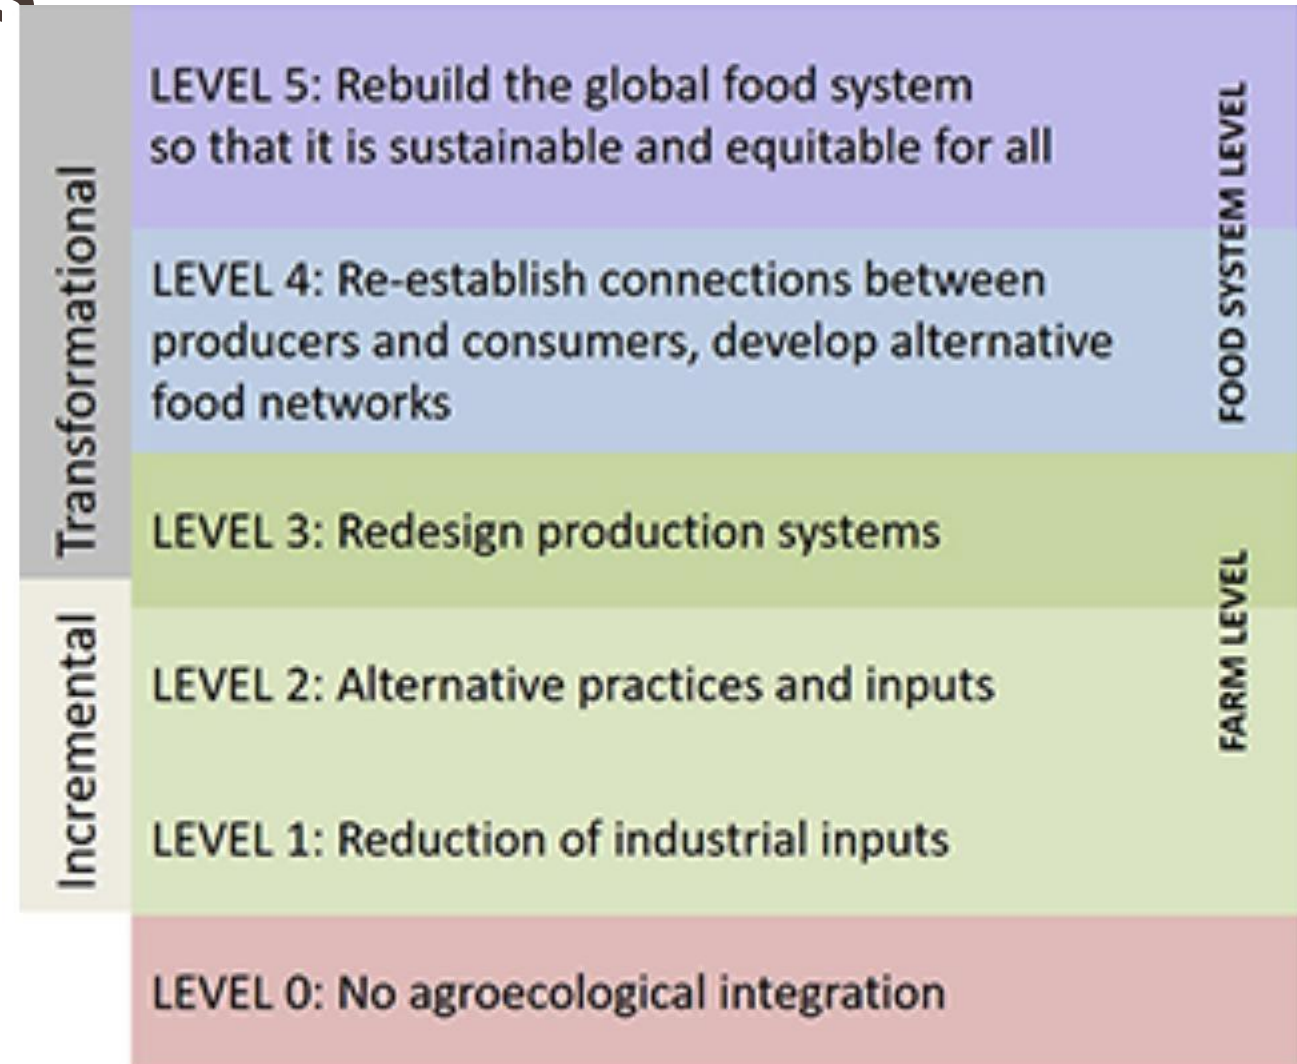 LEVEL 5: Rebuild the global food system
so that it is sustainable and equitable for all
LEVEL 4: Re-establish connections between
producers and consumers, develop alternative
food networks
LEVEL 3: Redesign production systems
LEVEL 2: Alternative practices and inputs
LEVEL 1: Reduction of industrial inputs
LEVEL 0: No agroecological integration
Transformational
Incremental
FOOD SYSTEM LEVEL
FARM LEVEL